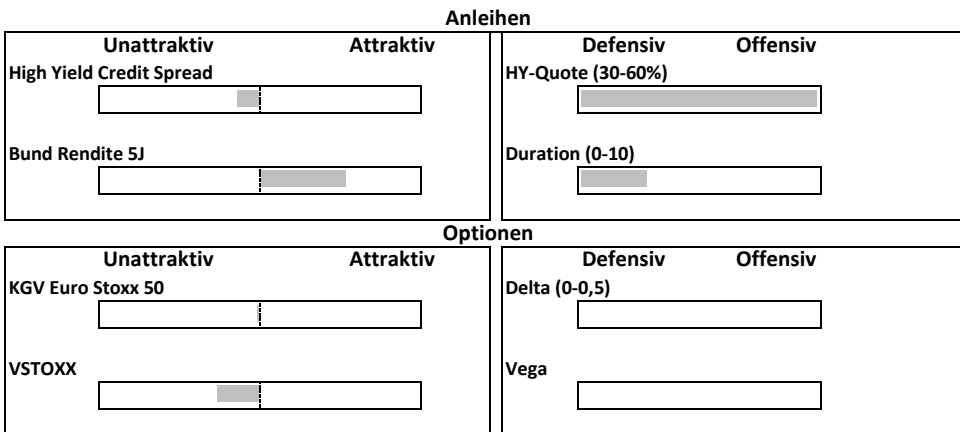 Anleihen
Unattraktiv Attraktiv Defensiv Offensiv
High Yield Credit Spread HY-Quote (30-60%)
Bund Rendite 5J Duration (0-10)
Optionen
Unattraktiv Attraktiv Defensiv Offensiv
KGV Euro Stoxx 50 Delta (0-0,5)
VSTOXX Vega